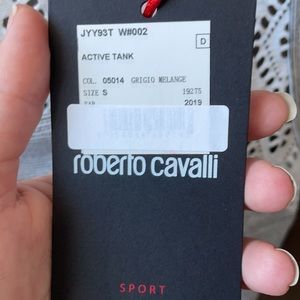 JYY93T W#002
D
ACTIVE TANK
COL. 05014 GRIGIO MELANGE
SIZE S 19275
2019
roberto cavalli
SPORT